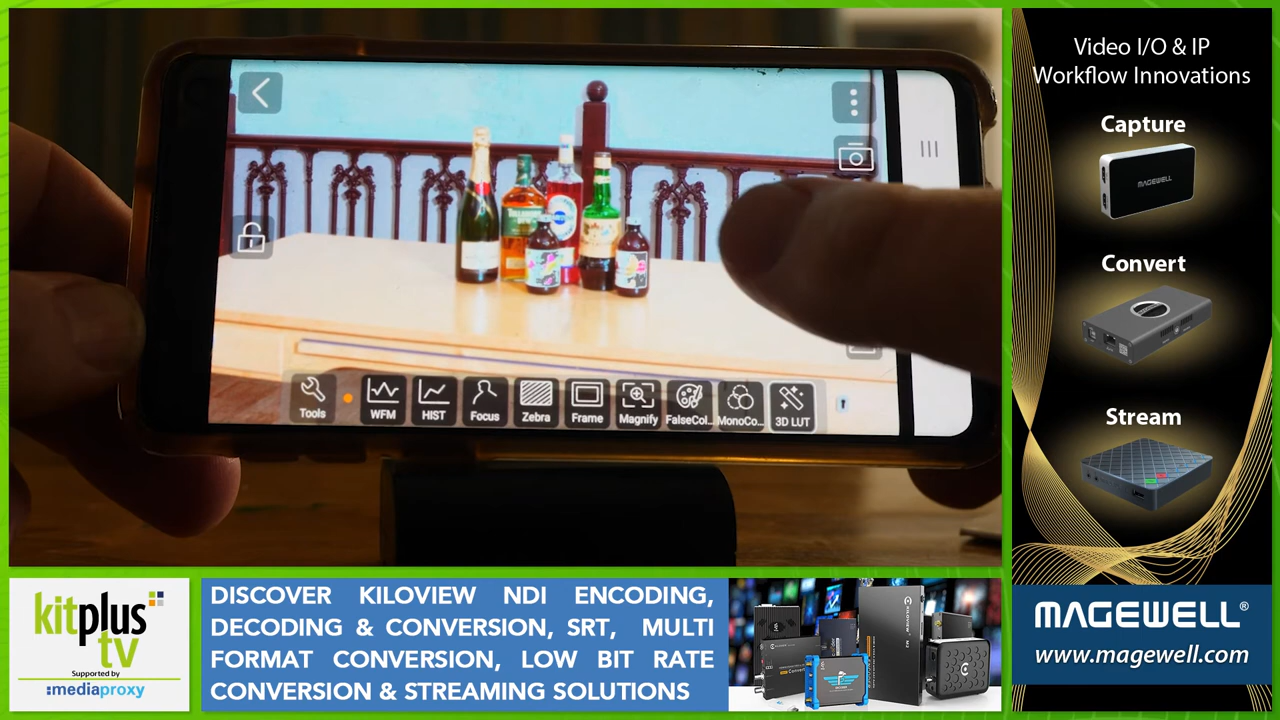 Tools
WFM
HIST
Focus
Zebra
Frame
Magnify
FalseCol...
MonoCo...
3D LUT
Video I/O & IP
Workflow Innovations
Capture
MAGEWELL
Convert
Stream
MAGEWELL®
www.magewell.com
kitplus
tv
Supported by
:mediaproxy
DISCOVER KILOVIEW NDI ENCODING,
DECODING & CONVERSION, SRT, MULTI
FORMAT CONVERSION, LOW BIT RATE
CONVERSION & STREAMING SOLUTIONS
KILOVIEW